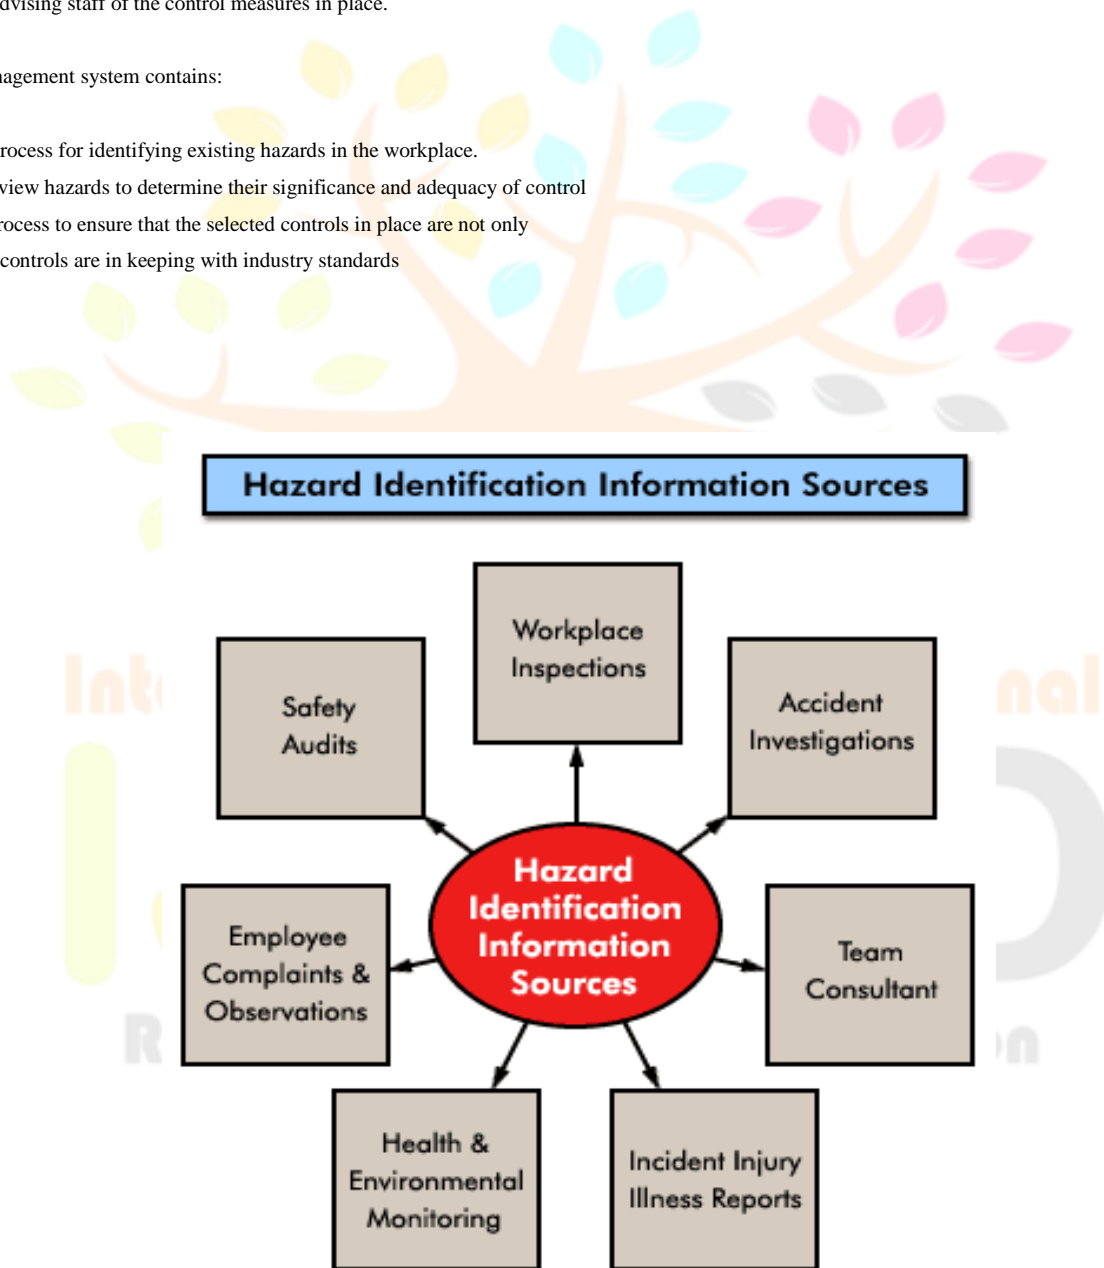 dvising staff of the control measures in place.
nagement system contains:
rocess for identifying existing hazards in the workplace.
view hazards to determine their significance and adequacy of control
rocess to ensure that the selected controls in place are not only
controls are in keeping with industry standards
Hazard Identification Information Sources
Workplace
Inspections
Safety
Audits
Accident
Investigations
Hazard
Identification
Information
Sources
Employee
Complaints &
Observations
Team
Consultant
Health &
Environmental
Monitoring
Incident Injury
Illness Reports